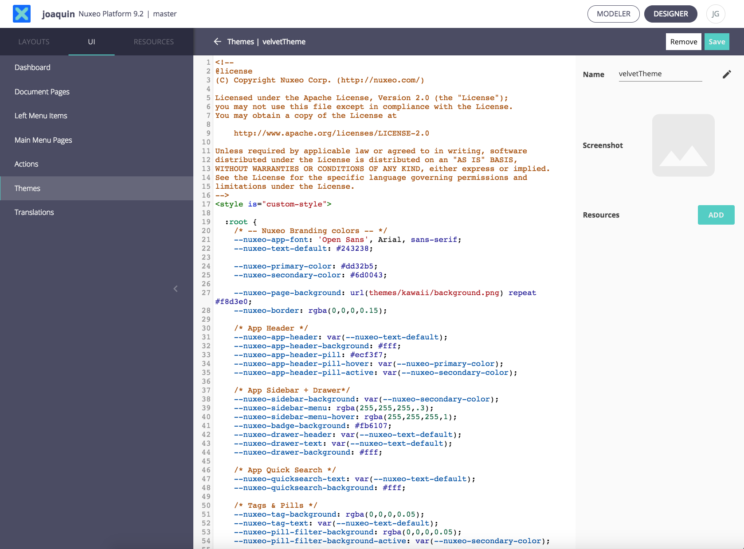 joaquin Nuxeo Platform 9.2 | master
MODELER
DESIGNER
JG
LAYOUTS
UI
RESOURCES
← Themes | velvetTheme
Remove
Save
Dashboard
Document Pages
Left Menu Items
Main Menu Pages
Actions
Themes
Translations
1 <!--
2 @license
3 (C) Copyright Nuxeo Corp. (http://nuxeo.com/)
4
5 Licensed under the Apache License, Version 2.0 (the "License");
6 you may not use this file except in compliance with the License.
7 You may obtain a copy of the License at
8
9 http://www.apache.org/licenses/LICENSE-2.0
10
11 Unless required by applicable law or agreed to in writing, software
12 distributed under the License is distributed on an "AS IS" BASIS,
13 WITHOUT WARRANTIES OR CONDITIONS OF ANY KIND, either express or implied.
14 See the License for the specific language governing permissions and
15 limitations under the License.
16 -->
17 <style is="custom-style">
18
19 :root {
20 /* -- Nuxeo Branding colors -- */
21 --nuxeo-app-font: 'Open Sans', Arial, sans-serif;
22 --nuxeo-text-default: #243238;
23
24 --nuxeo-primary-color: #dd32b5;
25 --nuxeo-secondary-color: #6d0043;
26
27 --nuxeo-page-background: url(themes/kawaii/background.png) repeat
#f8d3e0;
28 --nuxeo-border: rgba(0,0,0,0.15);
29
30 /* App Header */
31 --nuxeo-app-header: var(--nuxeo-text-default);
32 --nuxeo-app-header-background: #fff;
33 --nuxeo-app-header-pill: #ecf3f7;
34 --nuxeo-app-header-pill-hover: var(--nuxeo-primary-color);
35 --nuxeo-app-header-pill-active: var(--nuxeo-secondary-color);
36
37 /* App Sidebar + Drawer*/
38 --nuxeo-sidebar-background: var(--nuxeo-secondary-color);
39 --nuxeo-sidebar-menu: rgba(255,255,255,.3);
40 --nuxeo-sidebar-menu-hover: rgba(255,255,255,1);
41 --nuxeo-badge-background: #fb6107;
42 --nuxeo-drawer-header: var(--nuxeo-text-default);
43 --nuxeo-drawer-text: var(--nuxeo-text-default);
44 --nuxeo-drawer-background: #fff;
45
46 /* App Quick Search */
47 --nuxeo-quicksearch-text: var(--nuxeo-text-default);
48 --nuxeo-quicksearch-background: #fff;
49
50 /* Tags & Pills */
51 --nuxeo-tag-background: rgba(0,0,0,0.05);
52 --nuxeo-tag-text: var(--nuxeo-text-default);
53 --nuxeo-pill-filter-background: rgba(0,0,0,0.05);
54 --nuxeo-pill-filter-background-active: var(--nuxeo-secondary-color);
Name velvetTheme
Screenshot
Resources
ADD